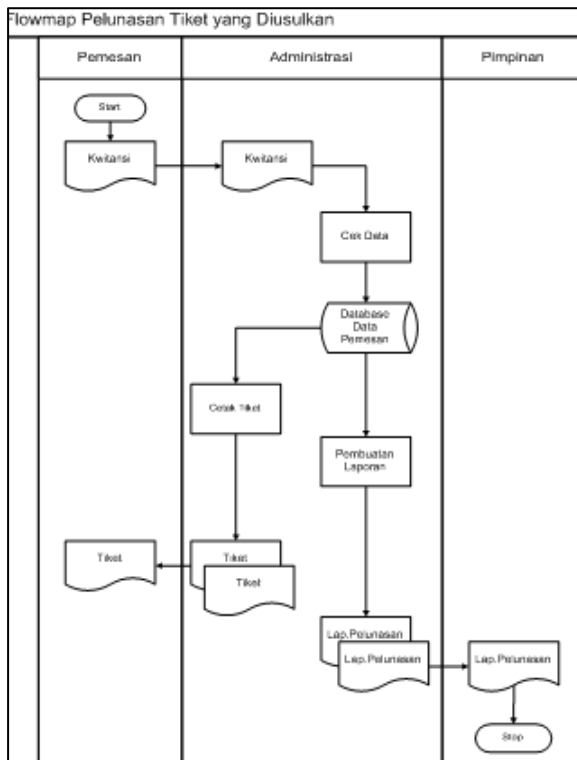 Flowmap Pelunasan Tiket yang Diusulkan
Pemesan
Administrasi
Pimpinan
Start
Kwitansi
Kwitansi
Cek Data
Database
Data
Pemesan
Cetak Tiket
Pembuatan
Laporan
Tiket
Tiket
Tiket
Lap.Pelunasan
Lap.Pelunasan
Lap.Pelunasan
Stop